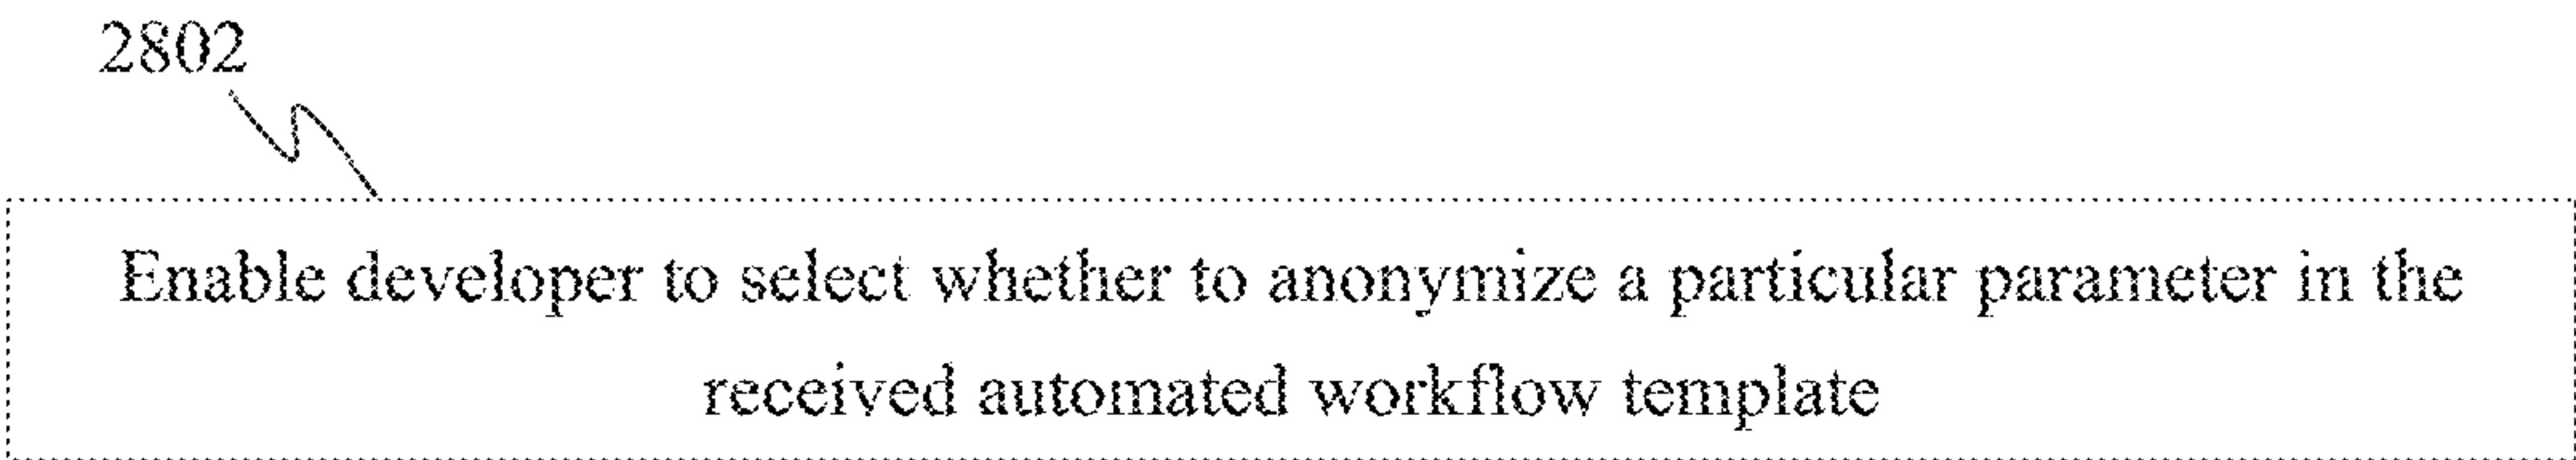 2802
Enable developer to select whether to anonymize a particular parameter in the
received automated workflow template